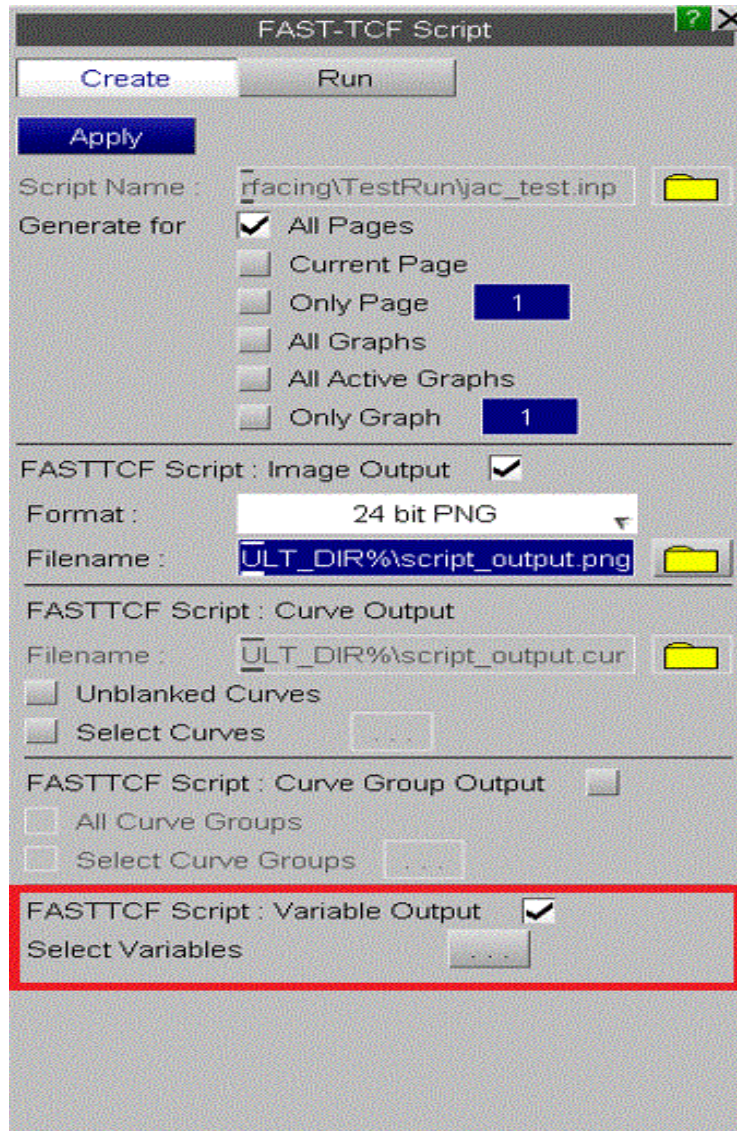 FAST-TCF Script ? X
Create Run
Apply
Script Name : rfacing\TestRun\jac_test.inp
Generate for All Pages
Current Page
Only Page 1
All Graphs
All Active Graphs
Only Graph 1
FASTTCF Script : Image Output
Format : 24 bit PNG
Filename : ULT_DIR%\script_output.png
FASTTCF Script : Curve Output
Filename : ULT_DIR%\script_output.cur
Unblanked Curves
Select Curves . . .
FASTTCF Script : Curve Group Output
All Curve Groups
Select Curve Groups . . .
FASTTCF Script : Variable Output
Select Variables . . .